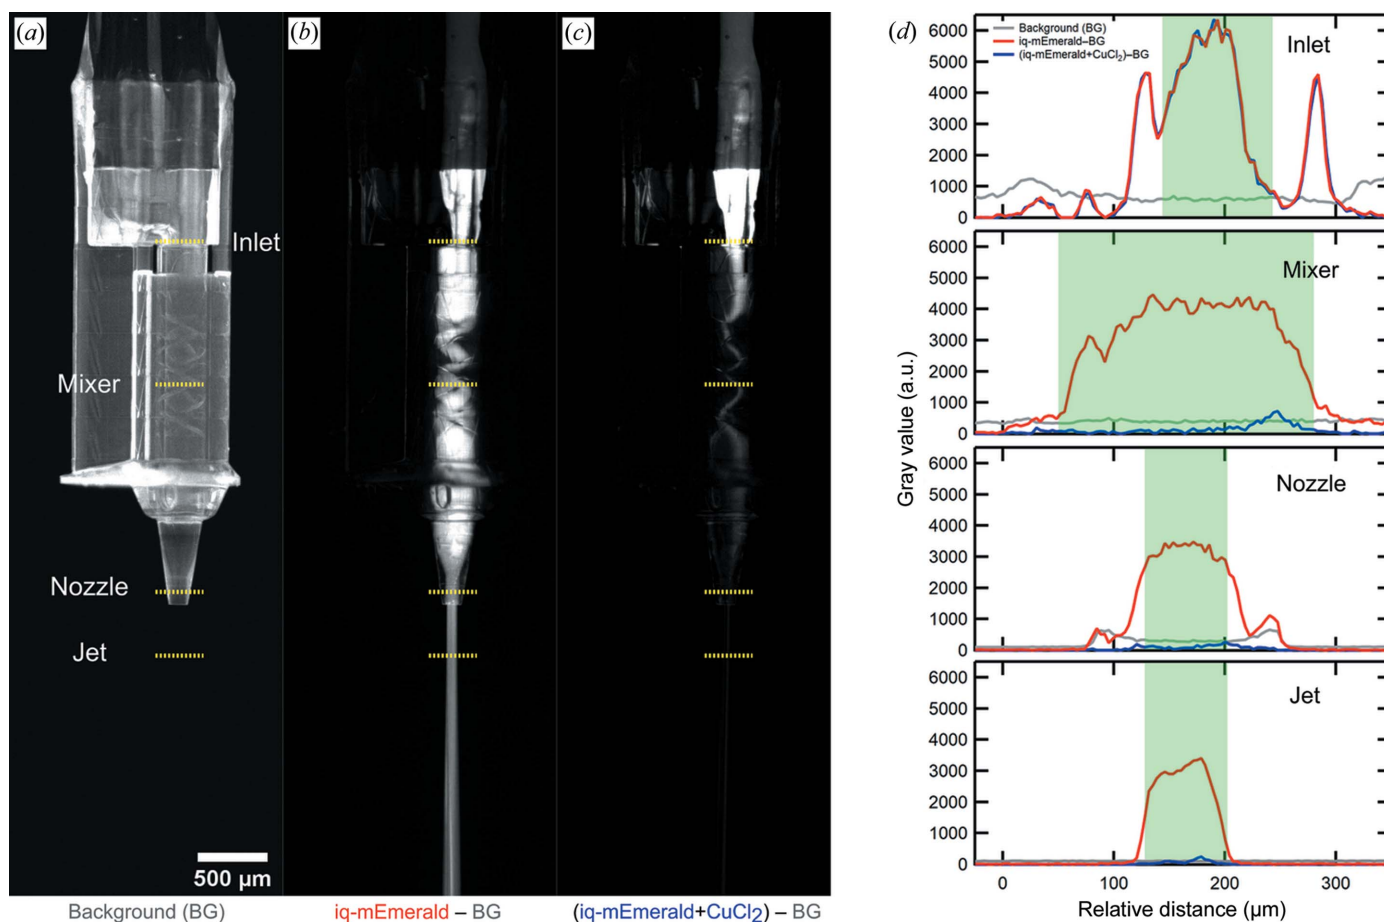 (a)
(b)
(c)
(d)
Inlet
Mixer
Nozzle
Jet
500 µm
Background (BG)
iq-mEmerald – BG
(iq-mEmerald+CuCl₂) – BG
Gray value (a.u.)
6000
5000
4000
3000
2000
1000
0
Background (BG)
iq-mEmerald–BG
(iq-mEmerald+CuCl₂)–BG
Inlet
6000
5000
4000
3000
2000
1000
0
Mixer
6000
5000
4000
3000
2000
1000
0
Nozzle
6000
5000
4000
3000
2000
1000
0
Jet
0 100 200 300
Relative distance (µm)